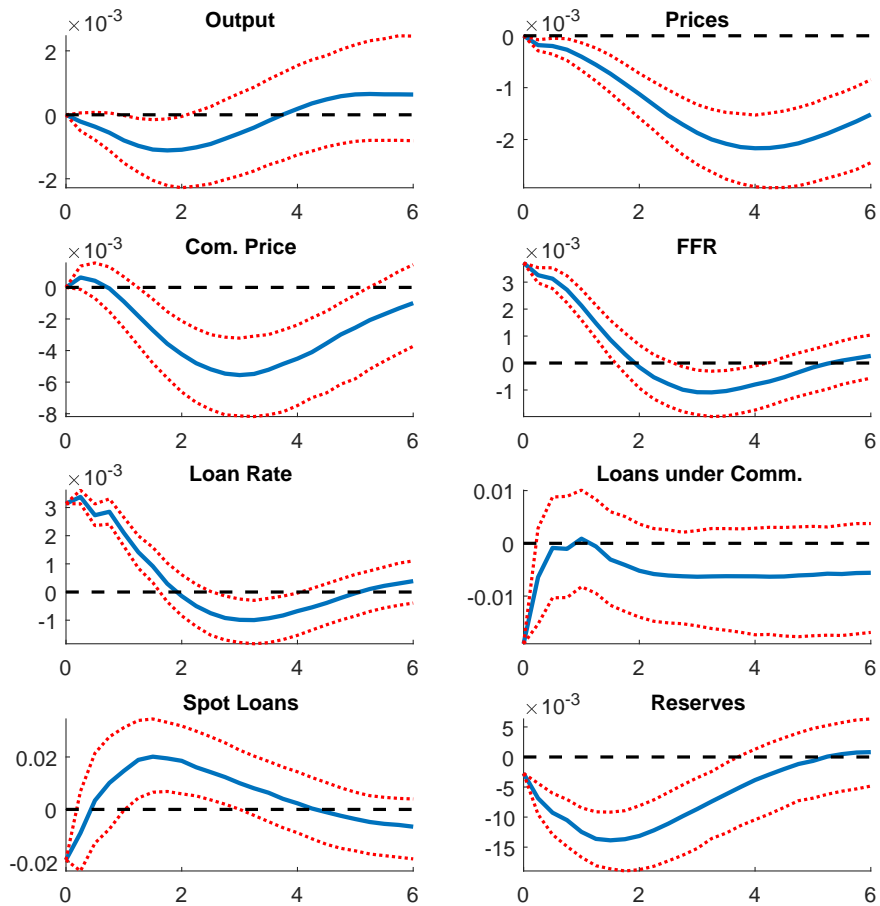 × 10⁻³
Output
2
0
-2
0 2 4 6
Prices
× 10⁻³
0
-1
-2
0 2 4 6
× 10⁻³
Com. Price
0
-2
-4
-6
-8
0 2 4 6
× 10⁻³
FFR
3
2
1
0
-1
0 2 4 6
× 10⁻³
Loan Rate
3
2
1
0
-1
0 2 4 6
Loans under Comm.
0.01
0
-0.01
0 2 4 6
Spot Loans
0.02
0
-0.02
0 2 4 6
× 10⁻³
Reserves
5
0
-5
-10
-15
0 2 4 6